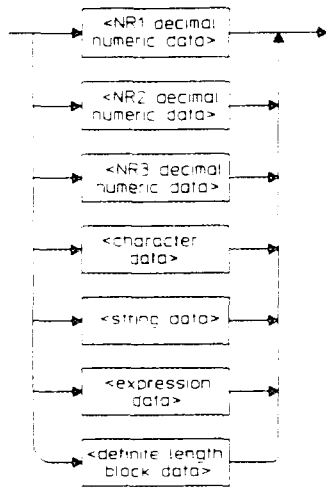 <NR1 decimal
numeric data>
<NR2 decimal
numeric data>
<NR3 decimal
numeric data>
<character
data>
<string data>
<expression
data>
<definite length
block data>